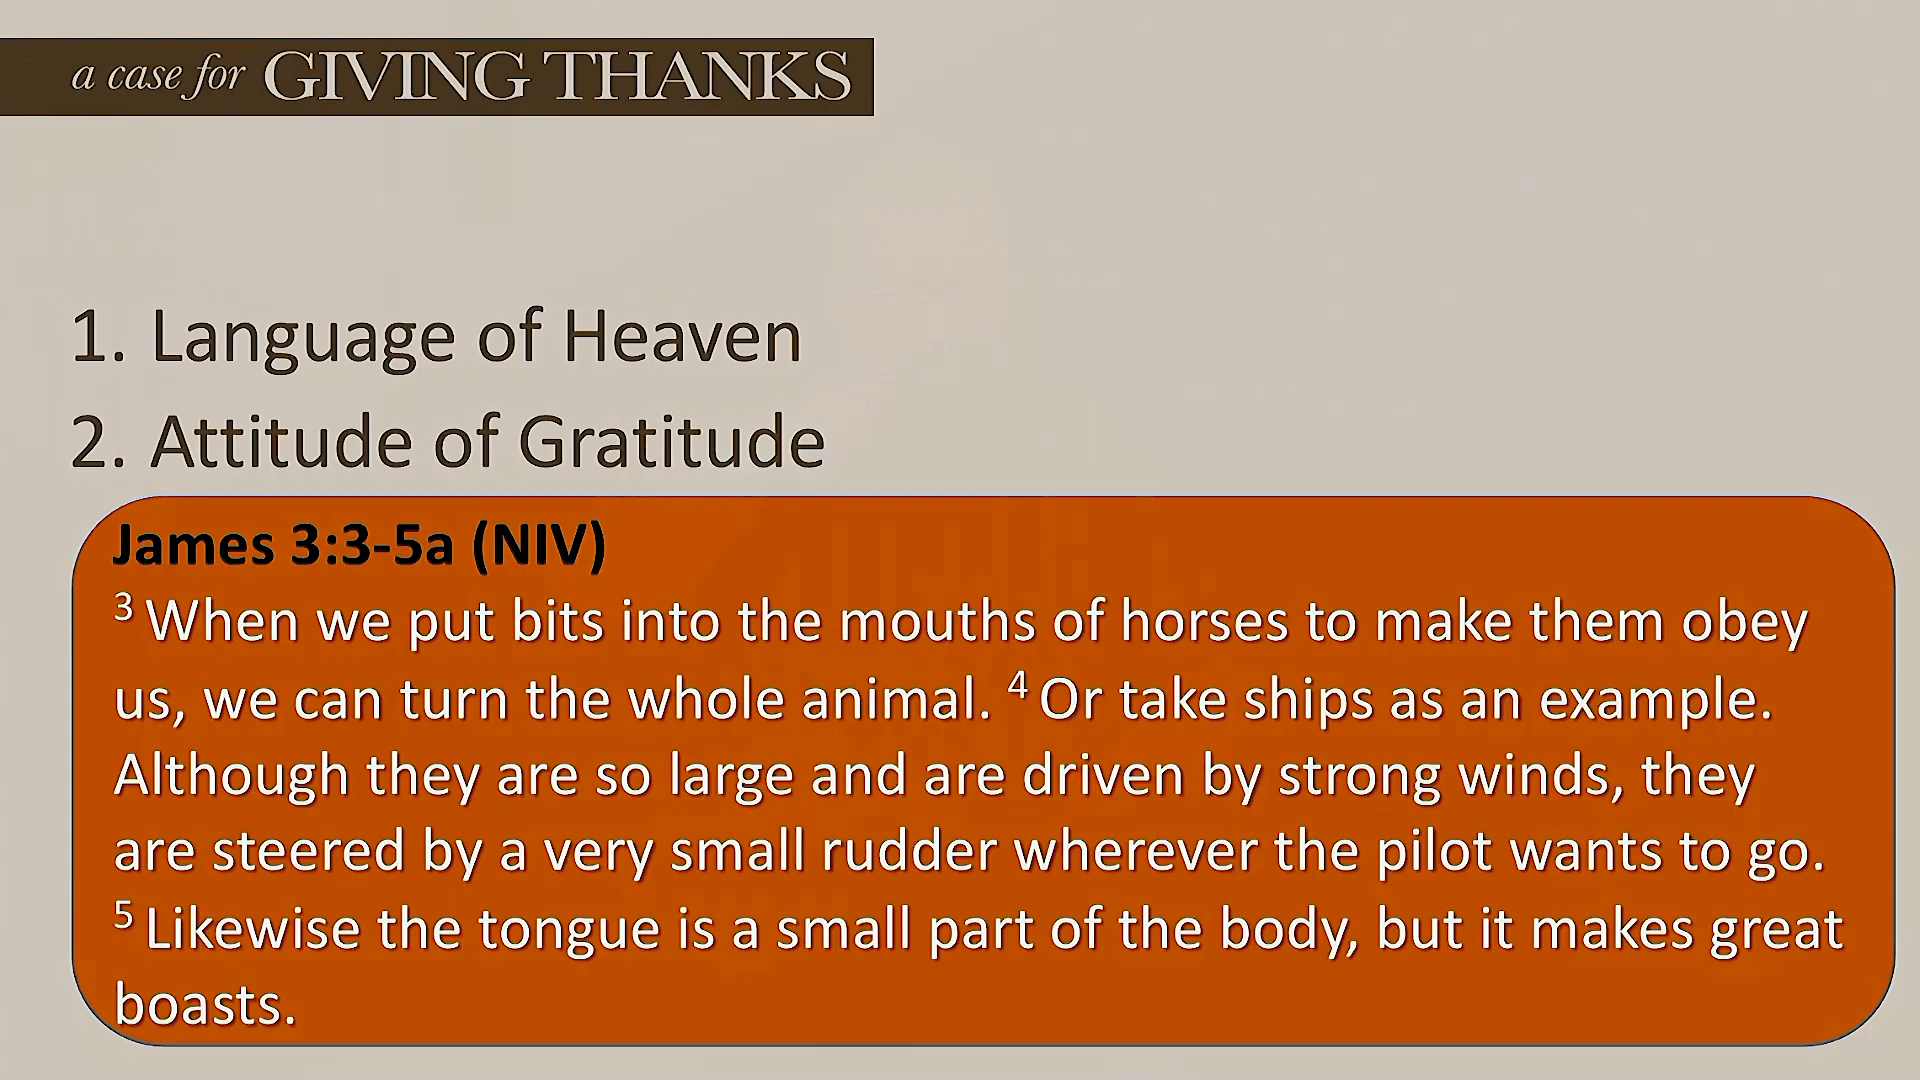 a case for GIVING THANKS
1. Language of Heaven
2. Attitude of Gratitude
James 3:3-5a (NIV)
3 When we put bits into the mouths of horses to make them obey
us, we can turn the whole animal. 4 Or take ships as an example.
Although they are so large and are driven by strong winds, they
are steered by a very small rudder wherever the pilot wants to go.
5 Likewise the tongue is a small part of the body, but it makes great
boasts.